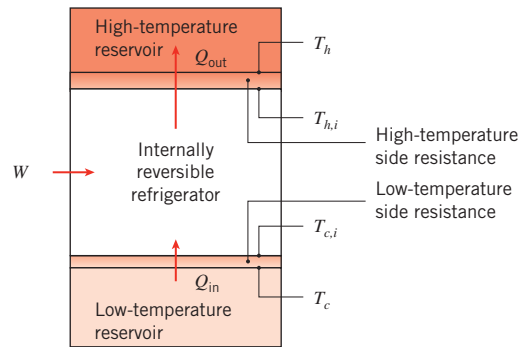 High-temperature
reservoir
Q_out
T_h
T_h,i
High-temperature
side resistance
Internally
reversible
refrigerator
W
Low-temperature
side resistance
T_c,i
Q_in
T_c
Low-temperature
reservoir